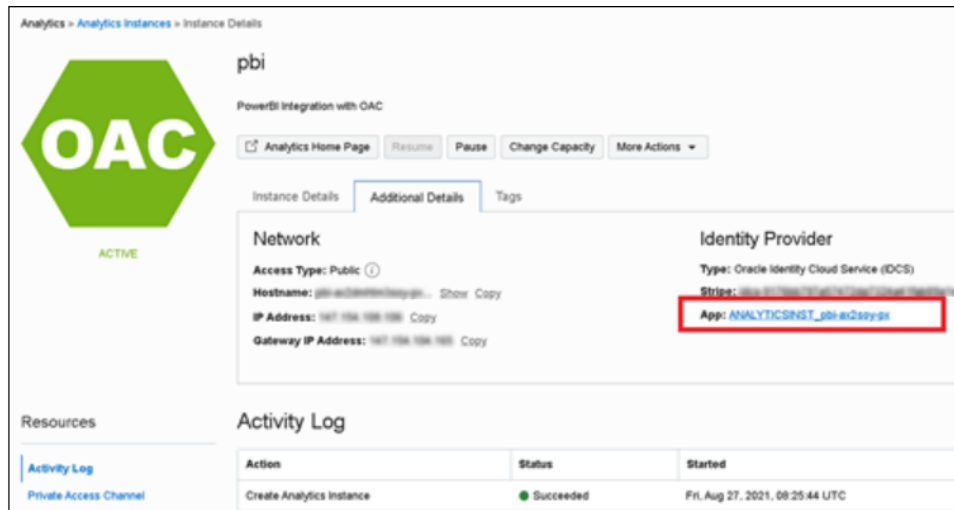 Analytics » Analytics Instances » Instance Details
OAC
ACTIVE
pbi
PowerBI Integration with OAC
Analytics Home Page Resume Pause Change Capacity More Actions
Instance Details Additional Details Tags
Network
Access Type: Public
Hostname: Show Copy
IP Address: Copy
Gateway IP Address: Copy
Identity Provider
Type: Oracle Identity Cloud Service (IDCS)
Stripe:
App: ANALYTICSINST_pbi-ax2soy-px
Resources
Activity Log
Private Access Channel
Activity Log
Action Status Started
Create Analytics Instance Succeeded Fri, Aug 27, 2021, 08:25:44 UTC